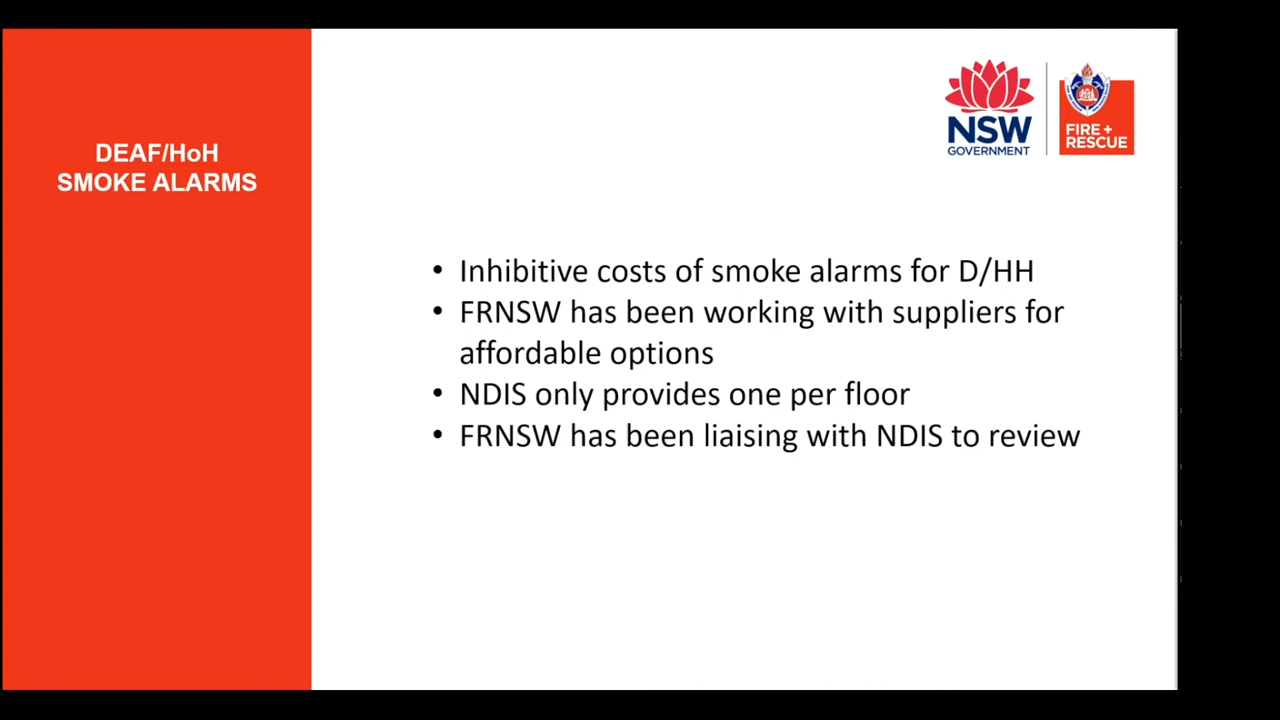 DEAF/HoH
SMOKE ALARMS
NSW
GOVERNMENT
FIRE +
RESCUE
• Inhibitive costs of smoke alarms for D/HH
• FRNSW has been working with suppliers for
affordable options
• NDIS only provides one per floor
• FRNSW has been liaising with NDIS to review